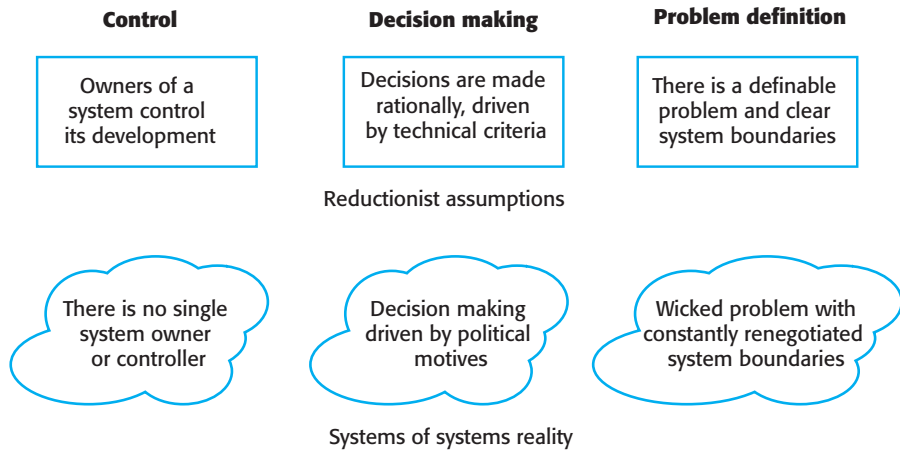 Control
Decision making
Problem definition
Owners of a
system control
its development
Decisions are made
rationally, driven
by technical criteria
There is a definable
problem and clear
system boundaries
Reductionist assumptions
There is no single
system owner
or controller
Decision making
driven by political
motives
Wicked problem with
constantly renegotiated
system boundaries
Systems of systems reality